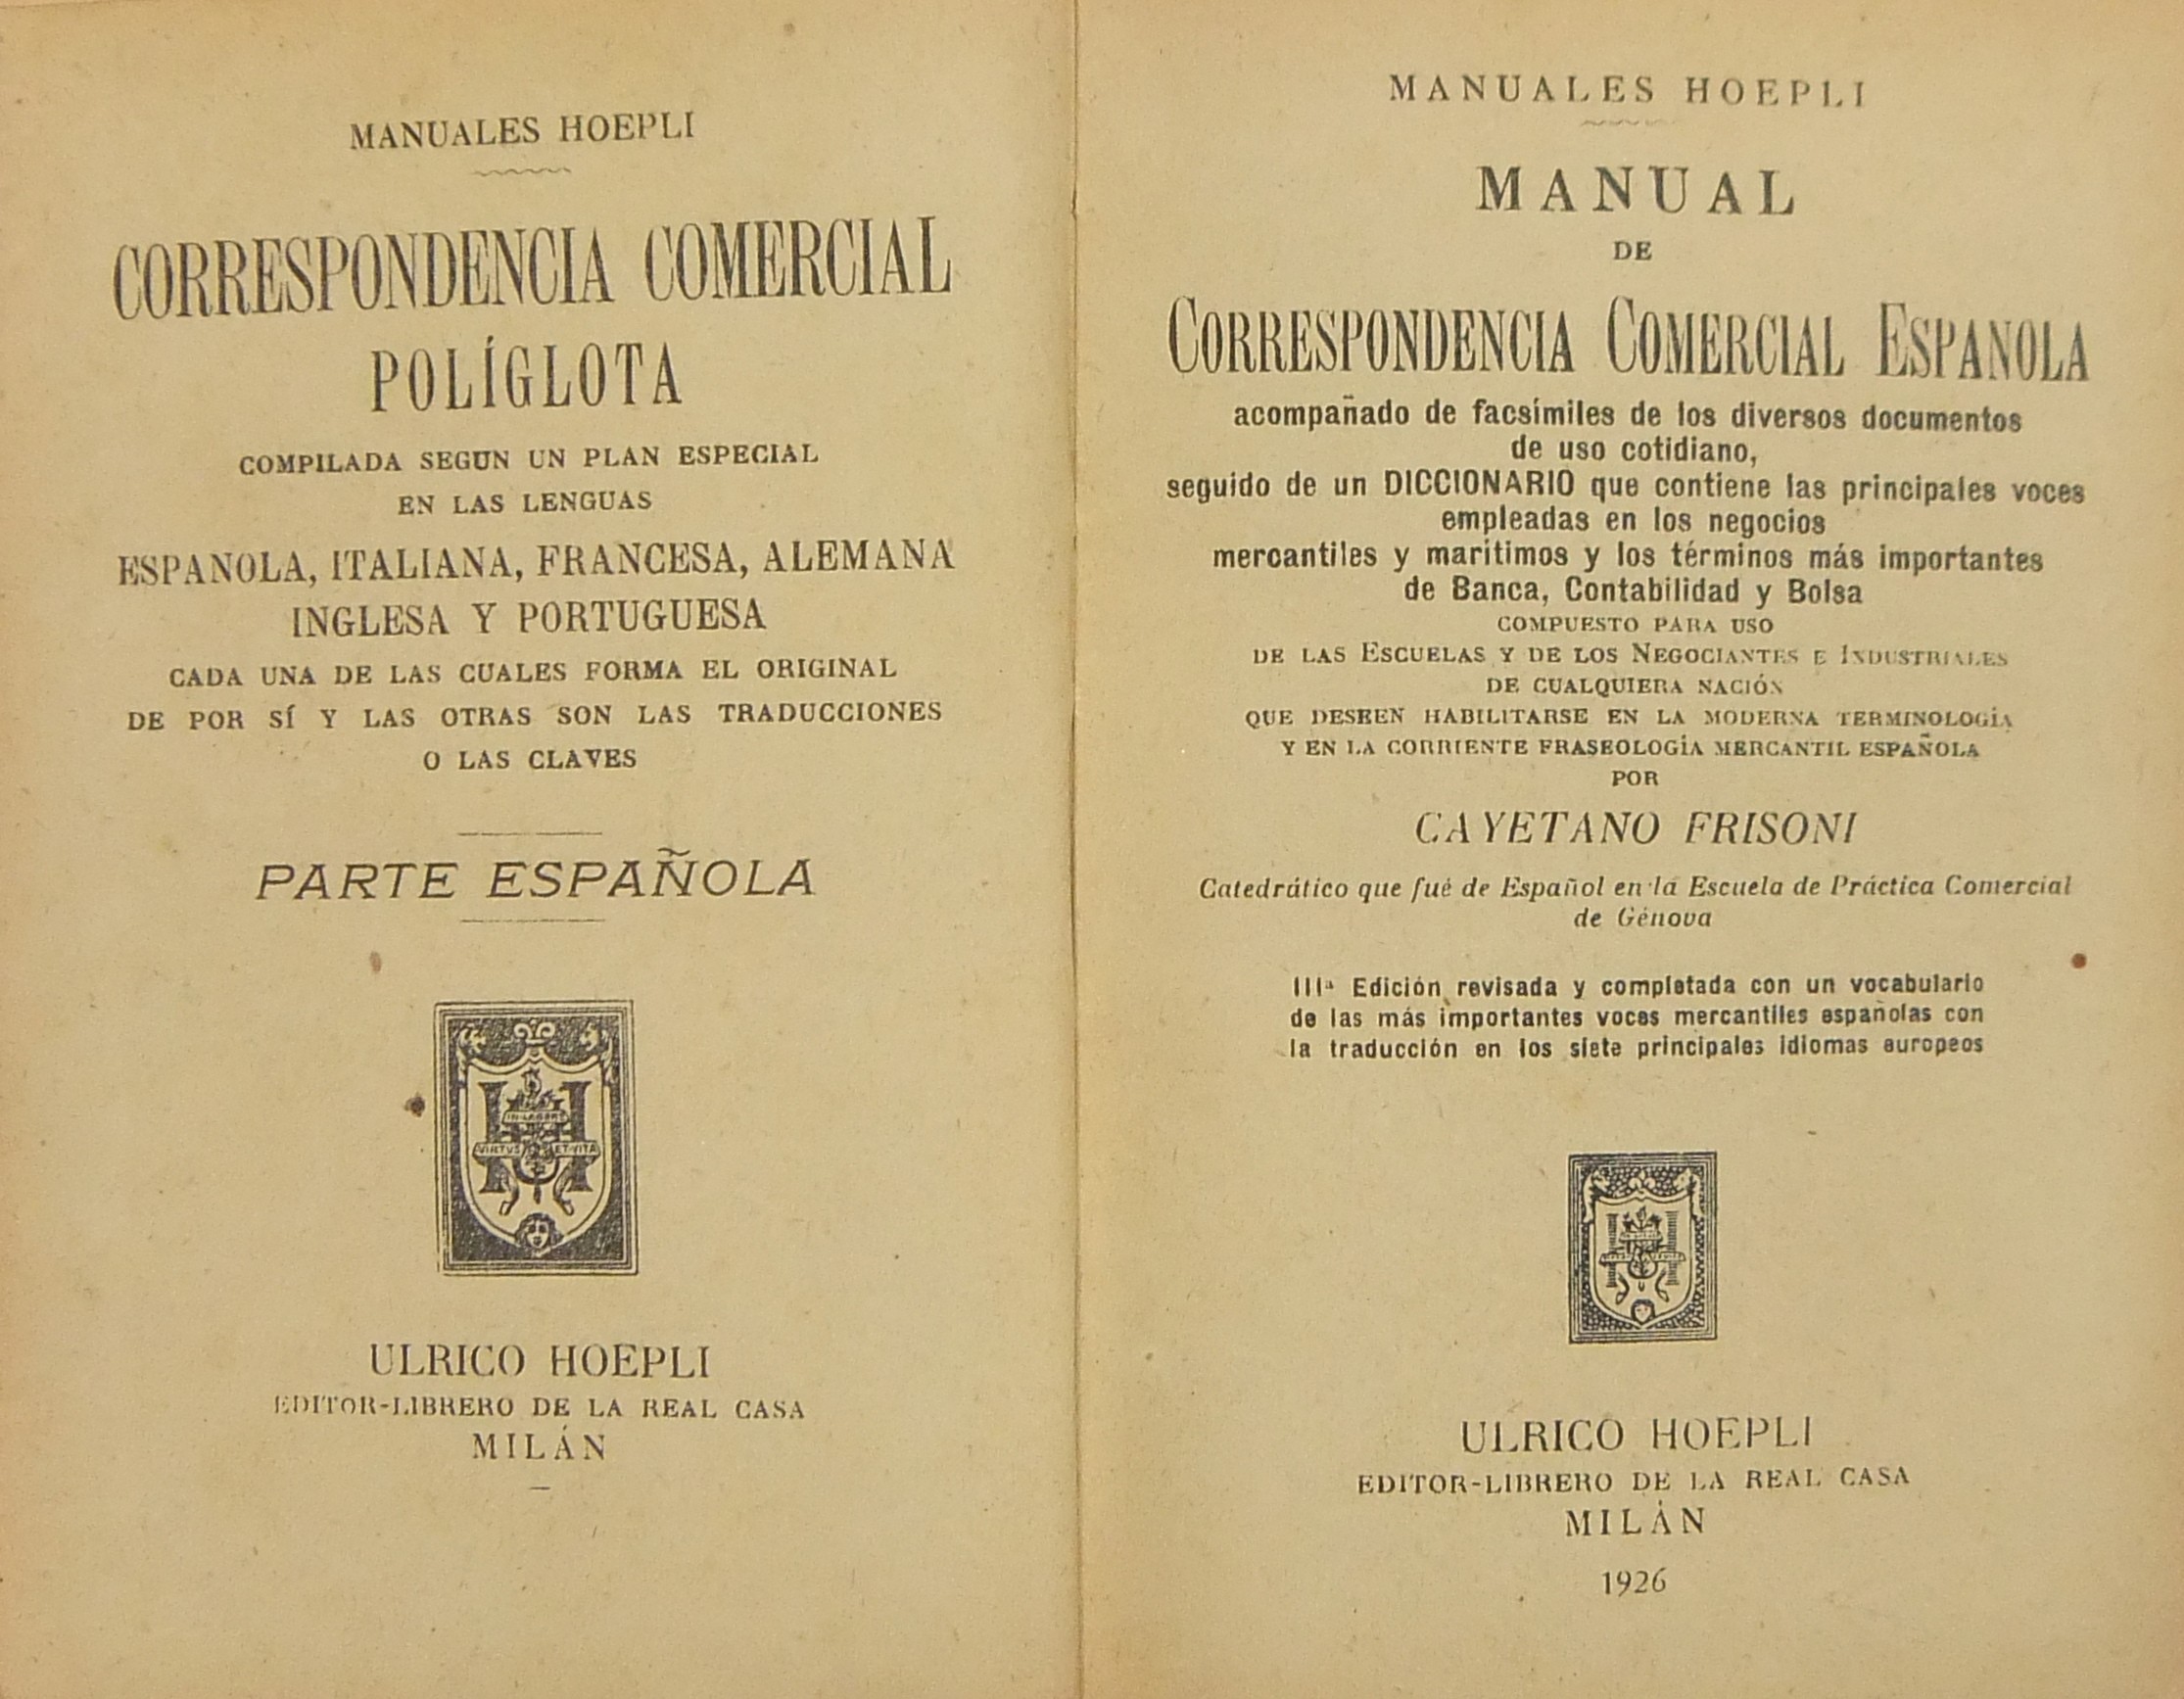 MANUALES HOEPLI
CORRESPONDENCIA COMERCIAL
POLÍGLOTA
COMPILADA SEGUN UN PLAN ESPECIAL
EN LAS LENGUAS
ESPANOLA, ITALIANA, FRANCESA, ALEMANA
INGLESA Y PORTUGUESA
CADA UNA DE LAS CUALES FORMA EL ORIGINAL
DE POR SÍ Y LAS OTRAS SON LAS TRADUCCIONES
O LAS CLAVES
PARTE ESPAÑOLA
IN LABORE
VIRTVS ET VITA
ULRICO HOEPLI
EDITOR-LIBRERO DE LA REAL CASA
MILÁN
MANUALES HOEPLI
MANUAL
DE
CORRESPONDENCIA COMERCIAL ESPANOLA
acompañado de facsímiles de los diversos documentos
de uso cotidiano,
seguido de un DICCIONARIO que contiene las principales voces
empleadas en los negocios
mercantiles y marítimos y los términos más importantes
de Banca, Contabilidad y Bolsa
COMPUESTO PARA USO
DE LAS ESCUELAS Y DE LOS NEGOCIANTES E INDUSTRIALES
DE CUALQUIERA NACIÓN
QUE DESEEN HABILITARSE EN LA MODERNA TERMINOLOGÍA
Y EN LA CORRIENTE FRASEOLOGÍA MERCANTIL ESPAÑOLA
POR
CAYETANO FRISONI
Catedrático que fué de Español en la Escuela de Práctica Comercial
de Génova
IIIª Edición revisada y completada con un vocabulario
de las más importantes voces mercantiles españolas con
la traducción en los siete principales idiomas europeos
ULRICO HOEPLI
EDITOR-LIBRERO DE LA REAL CASA
MILÁN
1926